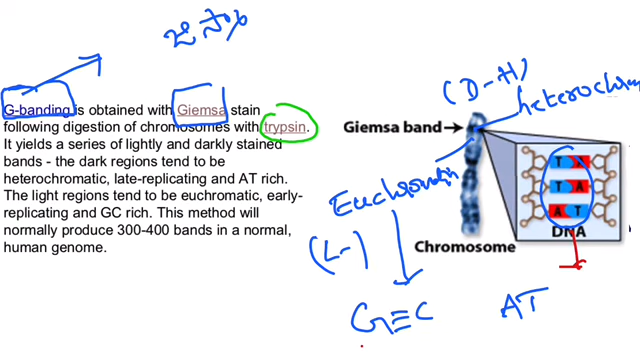 (D-H)
heterochrom
G-banding is obtained with Giemsa stain
following digestion of chromosomes with trypsin.
It yields a series of lightly and darkly stained
bands - the dark regions tend to be
heterochromatic, late-replicating and AT rich.
The light regions tend to be euchromatic, early-
replicating and GC rich. This method will
normally produce 300-400 bands in a normal,
human genome.
Giemsa band
T A
T A
A T
DNA
Euchromatin
Chromosome
(L-)
G≡C
AT